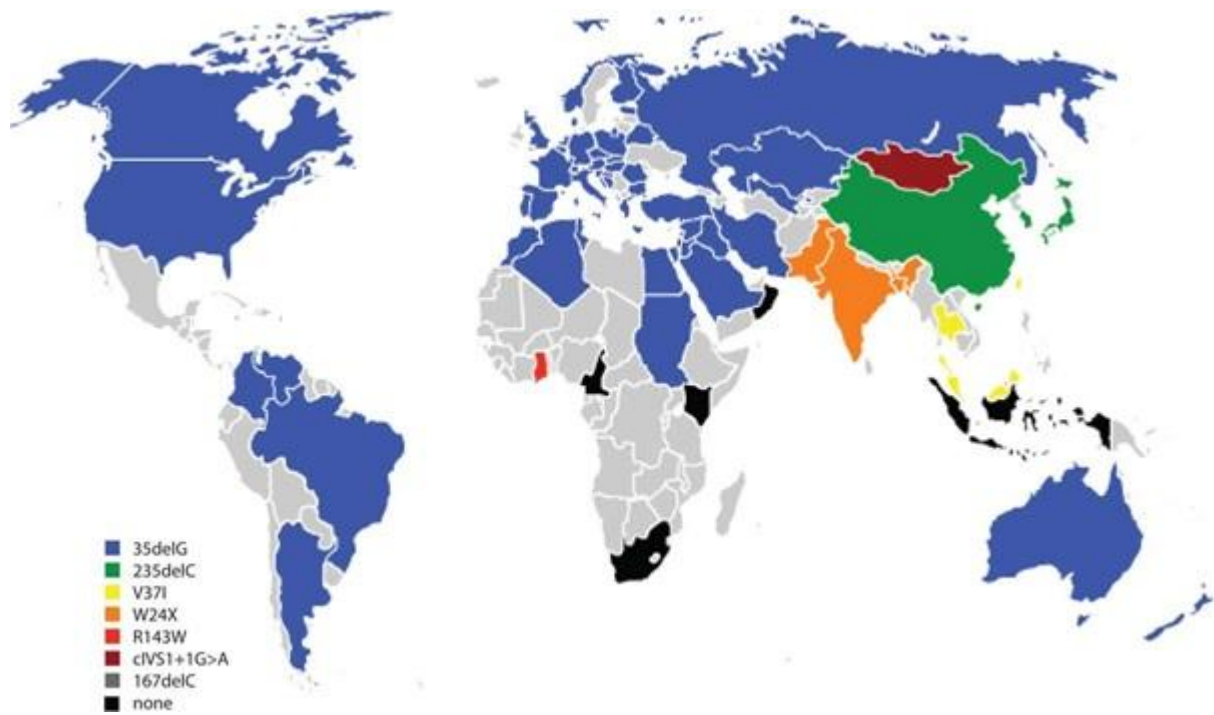 35delG
235delC
V37I
W24X
R143W
cIVS1+1G>A
167delC
none